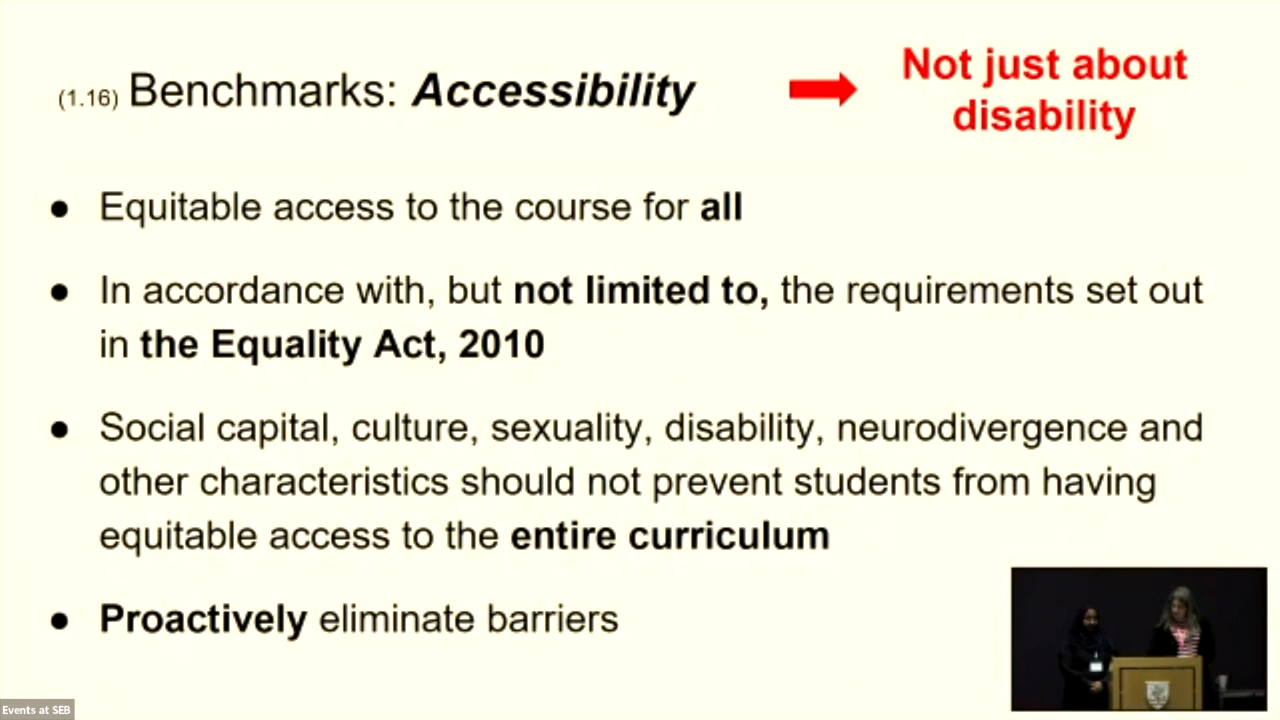 (1.16) Benchmarks: Accessibility
Not just about
disability
● Equitable access to the course for all
● In accordance with, but not limited to, the requirements set out
in the Equality Act, 2010
● Social capital, culture, sexuality, disability, neurodivergence and
other characteristics should not prevent students from having
equitable access to the entire curriculum
● Proactively eliminate barriers
Events at SEB